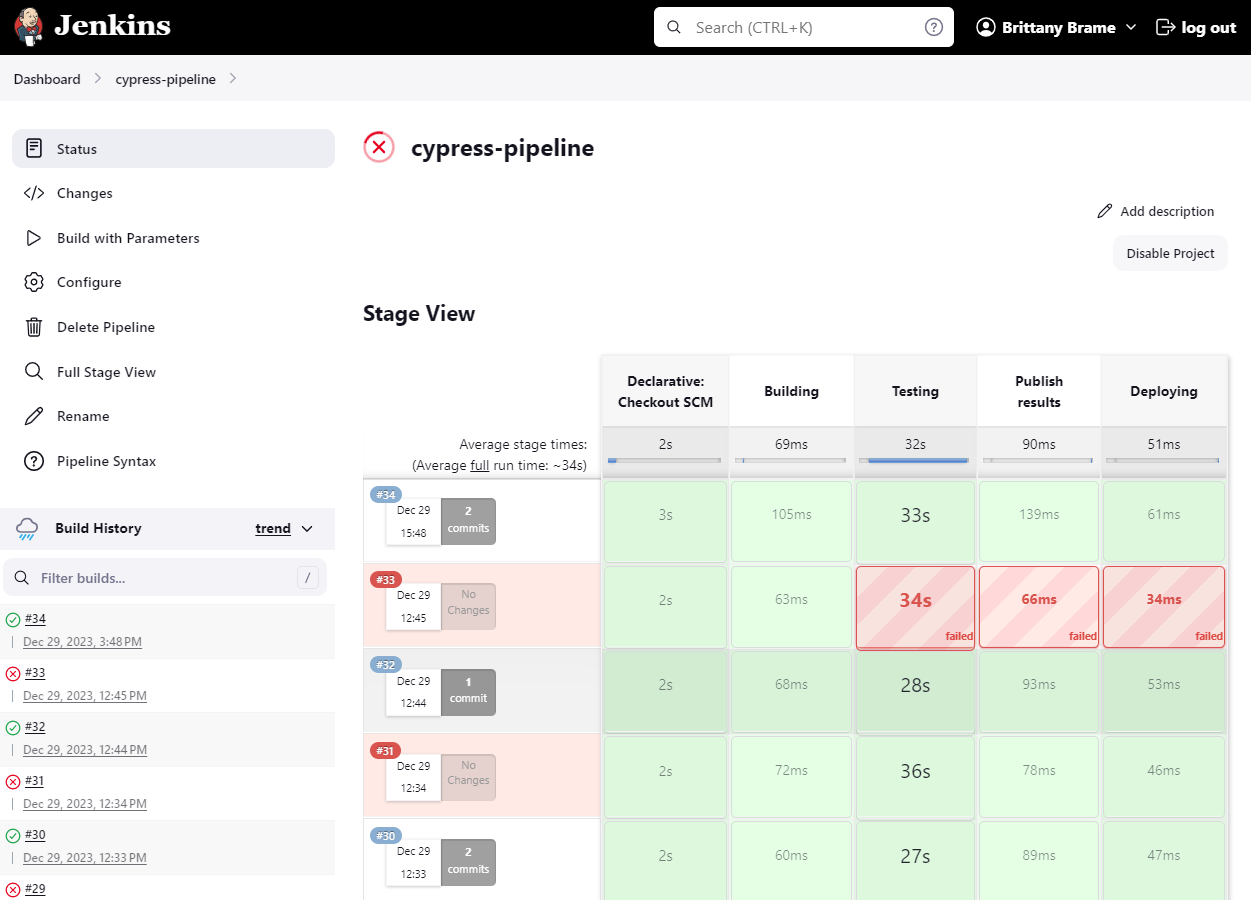 Jenkins
Search (CTRL+K)
?
Brittany Brame
log out
Dashboard
cypress-pipeline
Status
Changes
Build with Parameters
Configure
Delete Pipeline
Full Stage View
Rename
Pipeline Syntax
Build History
trend
Filter builds...
/
#34
Dec 29, 2023, 3:48 PM
#33
Dec 29, 2023, 12:45 PM
#32
Dec 29, 2023, 12:44 PM
#31
Dec 29, 2023, 12:34 PM
#30
Dec 29, 2023, 12:33 PM
#29
cypress-pipeline
Add description
Disable Project
Stage View
Declarative:
Checkout SCM
Building
Testing
Publish
results
Deploying
Average stage times:
(Average full run time: ~34s)
2s
69ms
32s
90ms
51ms
#34
Dec 29
15:48
2
commits
3s
105ms
33s
139ms
61ms
#33
Dec 29
12:45
No
Changes
2s
63ms
34s
failed
66ms
failed
34ms
failed
#32
Dec 29
12:44
1
commit
2s
68ms
28s
93ms
53ms
#31
Dec 29
12:34
No
Changes
2s
72ms
36s
78ms
46ms
#30
Dec 29
12:33
2
commits
2s
60ms
27s
89ms
47ms